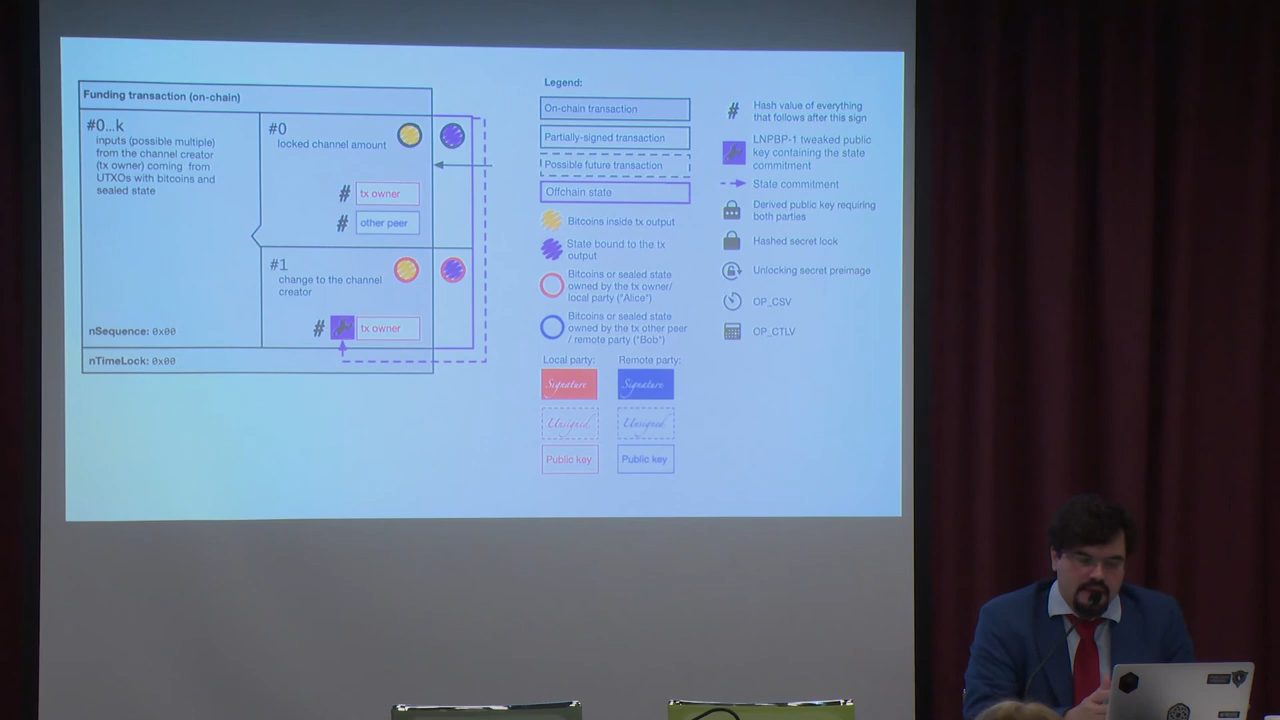 Funding transaction (on-chain)
#0...k
inputs (possible multiple)
from the channel creator
(tx owner) coming from
UTXOs with bitcoins and
sealed state
nSequence: 0x00
nTimeLock: 0x00
#0
locked channel amount
# tx owner
# other peer
#1
change to the channel
creator
# tx owner
Legend:
On-chain transaction
Partially-signed transaction
Possible future transaction
Offchain state
Bitcoins inside tx output
State bound to the tx
output
Bitcoins or sealed state
owned by the tx owner/
local party ("Alice")
Bitcoins or sealed state
owned by the tx other peer
/ remote party ("Bob")
Local party: Remote party:
Signature Signature
Unsigned Unsigned
Public key Public key
# Hash value of everything
that follows after this sign
LNPBP-1 tweaked public
key containing the state
commitment
State commitment
Derived public key requiring
both parties
Hashed secret lock
Unlocking secret preimage
OP_CSV
OP_CTLV